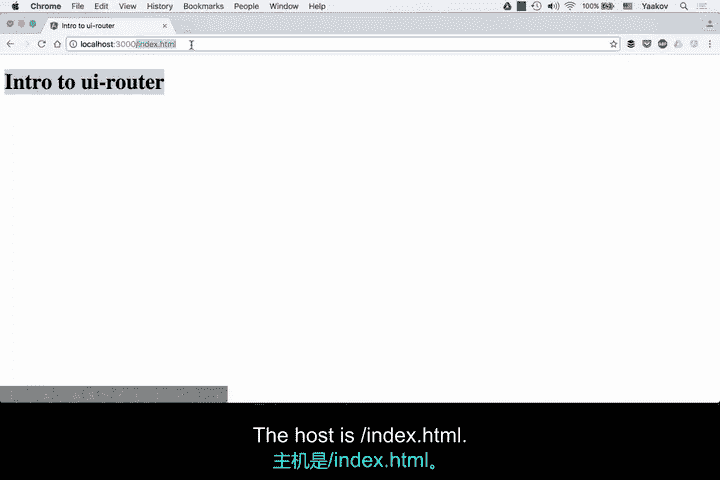 Chrome File Edit View History Bookmarks People Window Help 100% Yaakov
Intro to ui-router
localhost:3000/index.html
Intro to ui-router
The host is /index.html.
主机是/index.html。